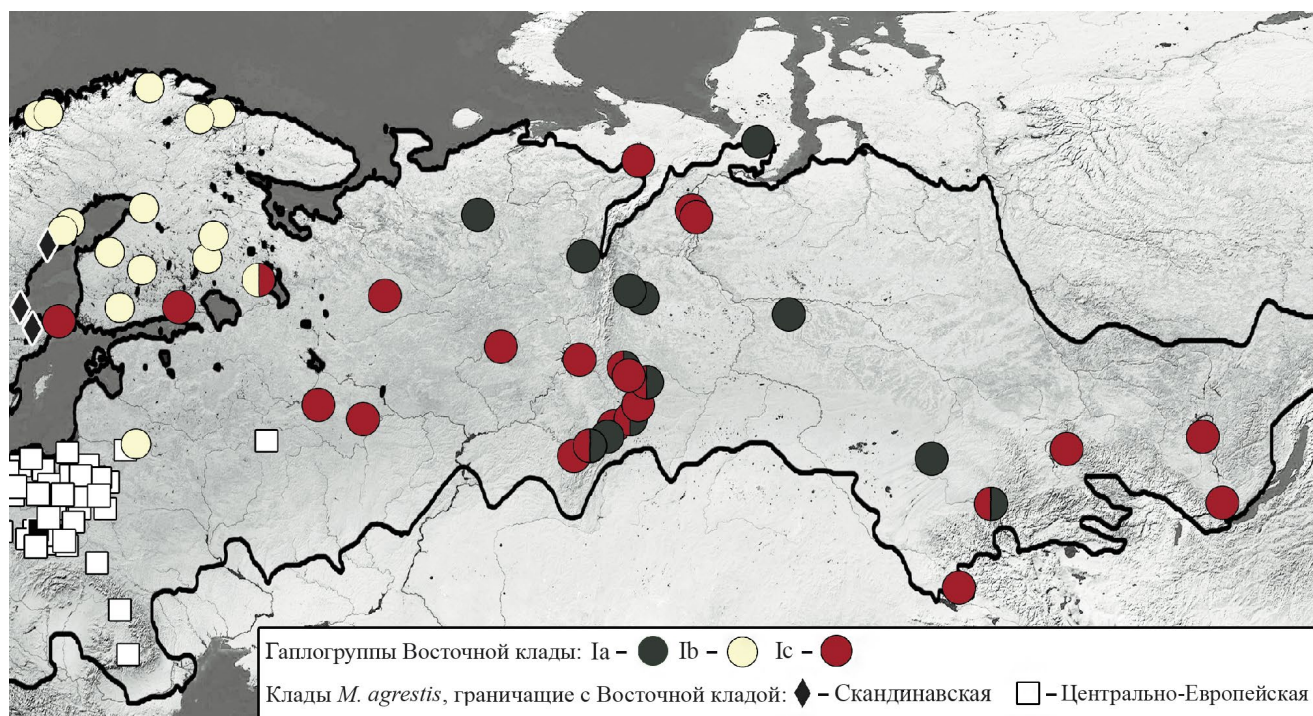 Гаплогруппы Восточной клады: Ia – Ib – Ic –
Клады M. agrestis, граничащие с Восточной кладой: – Скандинавская – Центрально-Европейская